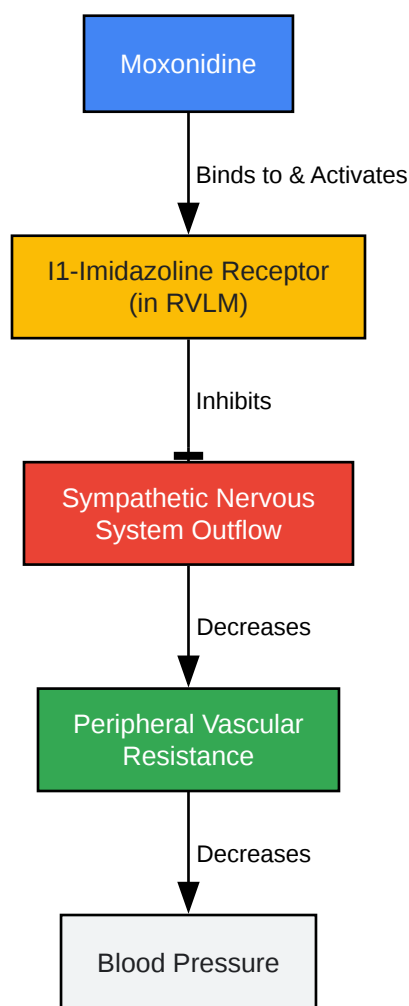 Moxonidine
Binds to & Activates
I1-Imidazoline Receptor
(in RVLM)
Inhibits
Sympathetic Nervous
System Outflow
Decreases
Peripheral Vascular
Resistance
Decreases
Blood Pressure